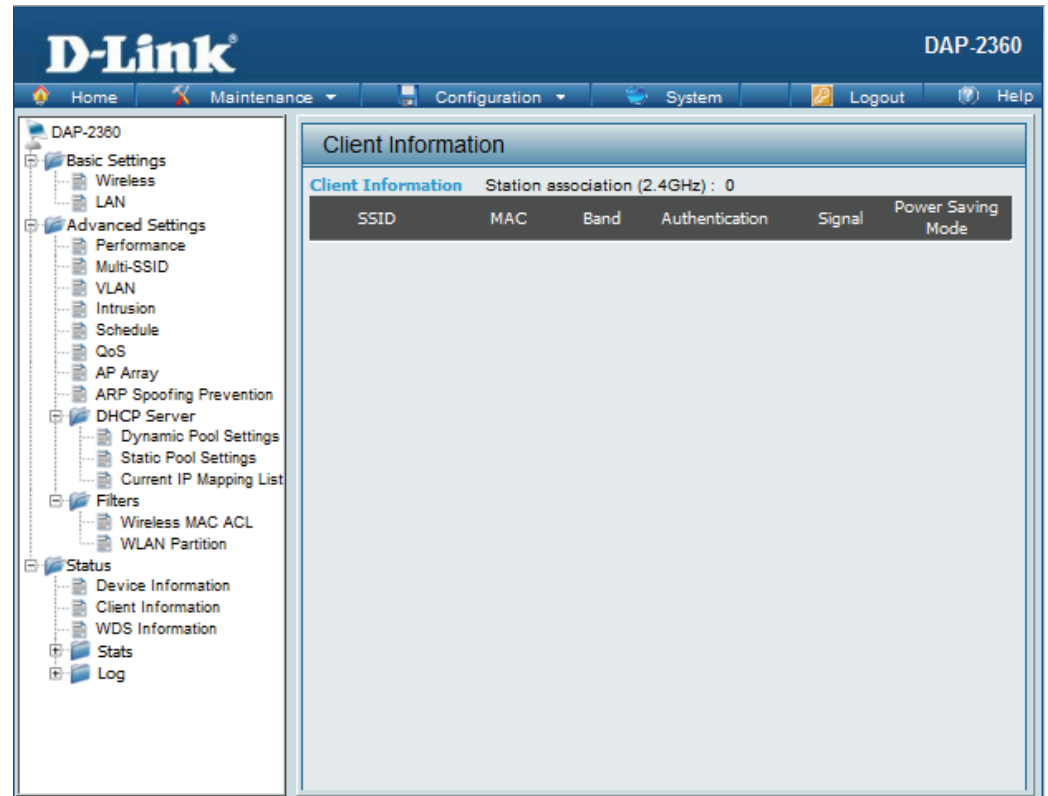 D-Link
DAP-2360
Home Maintenance Configuration System Logout Help
DAP-2360
Basic Settings
Wireless
LAN
Advanced Settings
Performance
Multi-SSID
VLAN
Intrusion
Schedule
QoS
AP Array
ARP Spoofing Prevention
DHCP Server
Dynamic Pool Settings
Static Pool Settings
Current IP Mapping List
Filters
Wireless MAC ACL
WLAN Partition
Status
Device Information
Client Information
WDS Information
Stats
Log
Client Information
Client Information Station association (2.4GHz) : 0
SSID MAC Band Authentication Signal Power Saving Mode